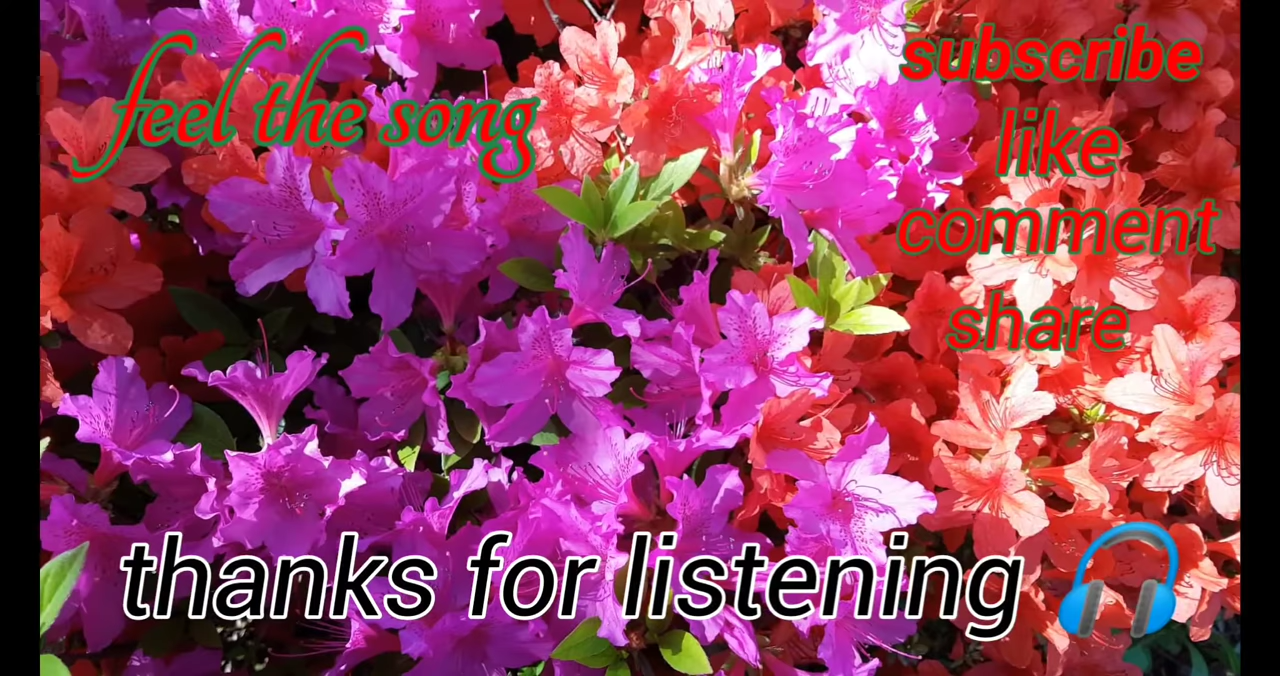 feel the song
subscribe
like
comment
share
thanks for listening